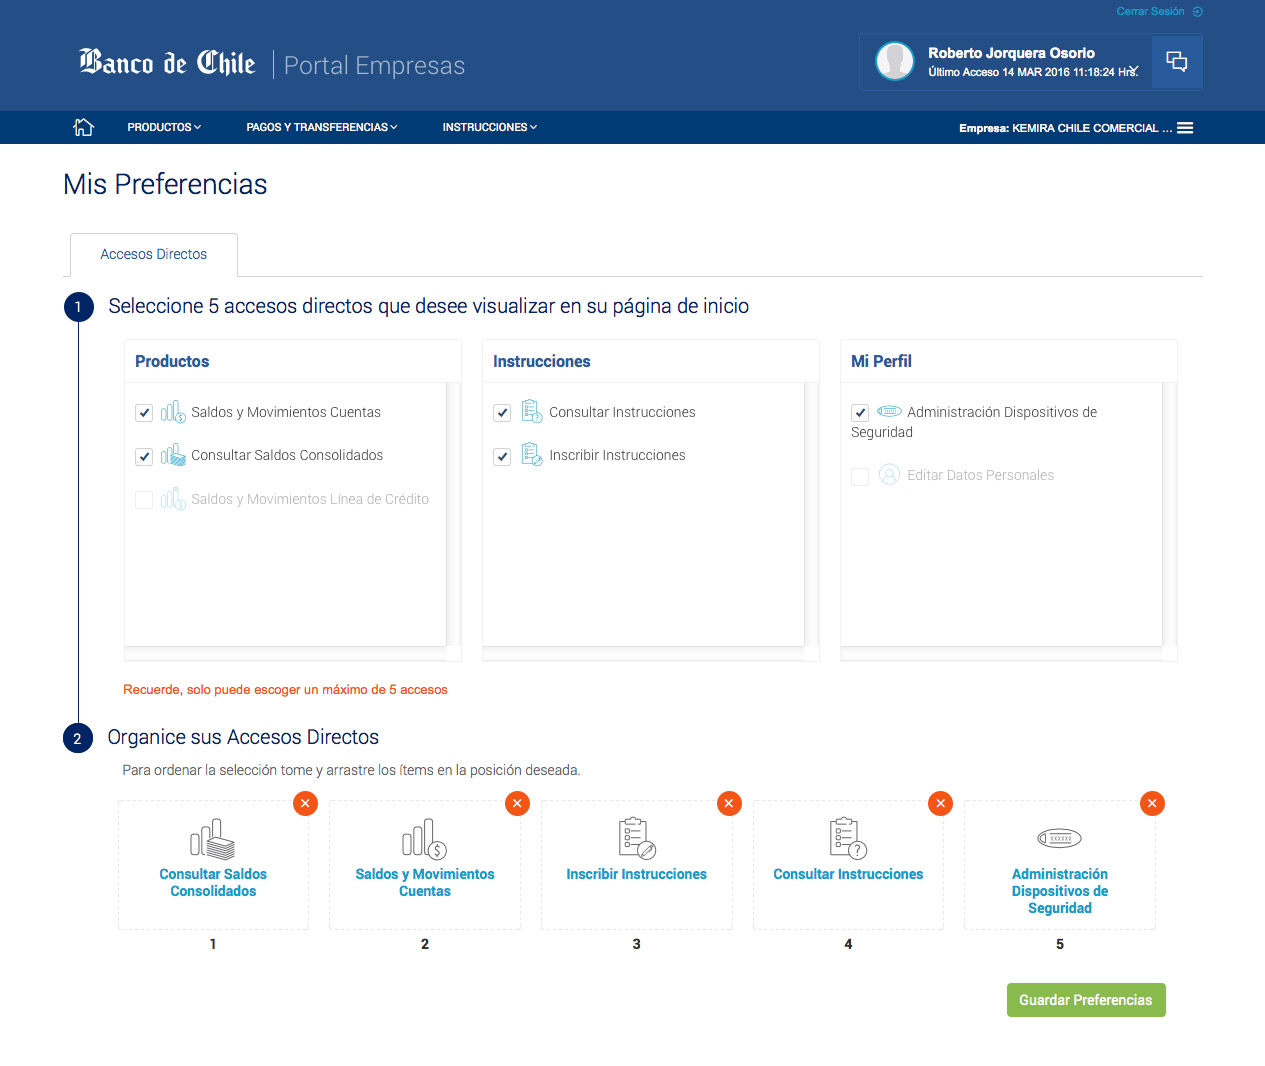 Cerrar Sesión
Banco de Chile | Portal Empresas
Roberto Jorquera Osorio
Último Acceso 14 MAR 2016 11:18:24 Hrs.
PRODUCTOS
PAGOS Y TRANSFERENCIAS
INSTRUCCIONES
Empresa: KEMIRA CHILE COMERCIAL ...
Mis Preferencias
Accesos Directos
1
Seleccione 5 accesos directos que desee visualizar en su página de inicio
Productos
Saldos y Movimientos Cuentas
Consultar Saldos Consolidados
Saldos y Movimientos Línea de Crédito
Instrucciones
Consultar Instrucciones
Inscribir Instrucciones
Mi Perfil
Administración Dispositivos de
Seguridad
Editar Datos Personales
Recuerde, solo puede escoger un máximo de 5 accesos
2
Organice sus Accesos Directos
Para ordenar la selección tome y arrastre los ítems en la posición deseada.
Consultar Saldos
Consolidados
1
Saldos y Movimientos
Cuentas
2
Inscribir Instrucciones
3
Consultar Instrucciones
4
Administración
Dispositivos de
Seguridad
5
Guardar Preferencias